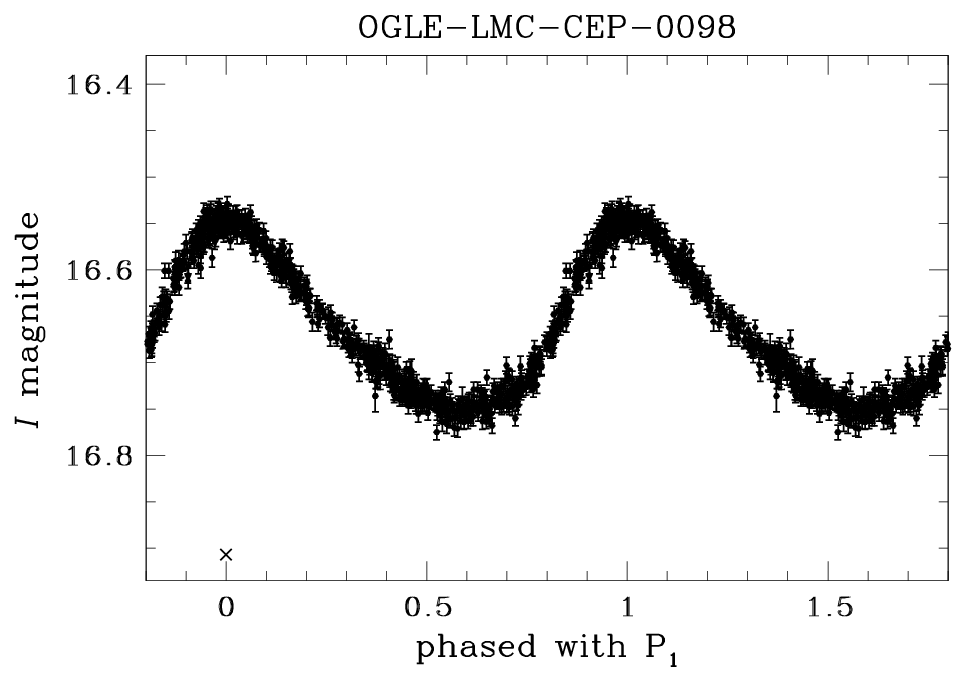 OGLE-LMC-CEP-0098
16.4
16.6
16.8
I magnitude
0 0.5 1 1.5
phased with P₁